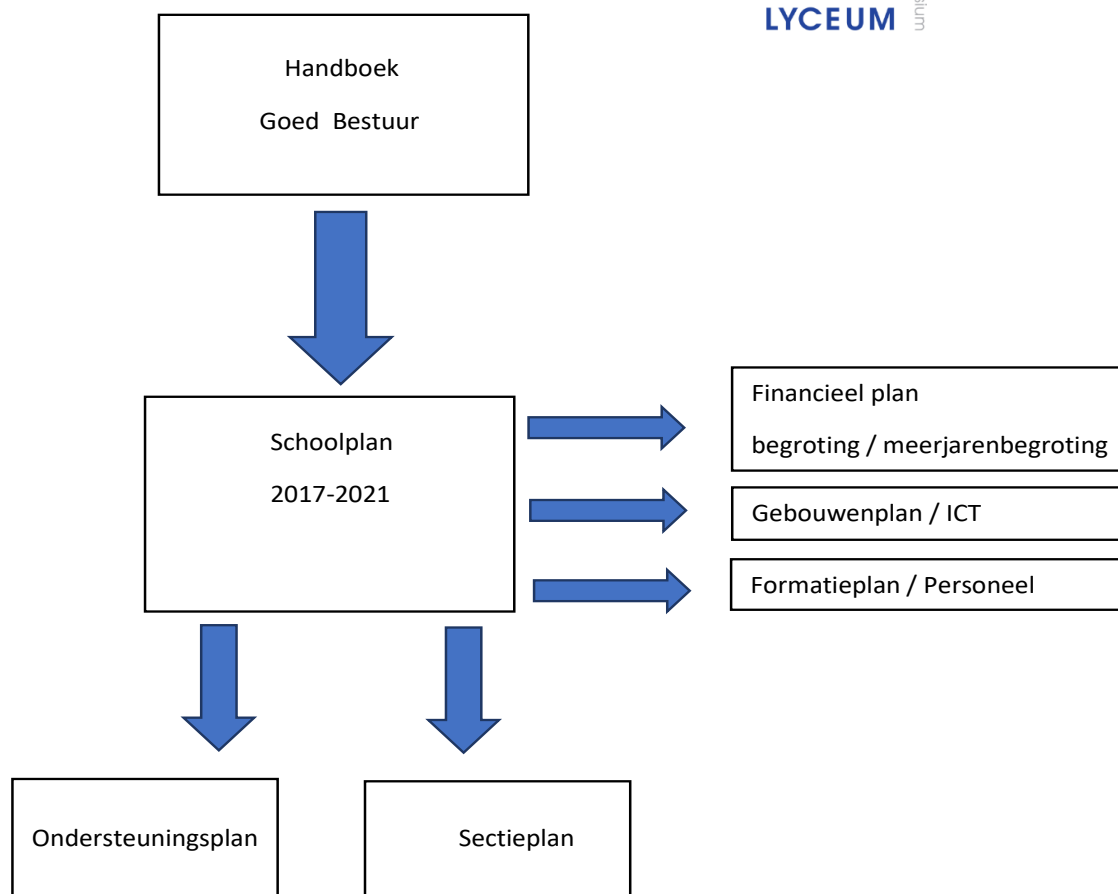 LYCEUM
Handboek
Goed Bestuur
Schoolplan
2017-2021
Financieel plan
begroting / meerjarenbegroting
Gebouwenplan / ICT
Formatieplan / Personeel
Ondersteuningsplan
Sectieplan